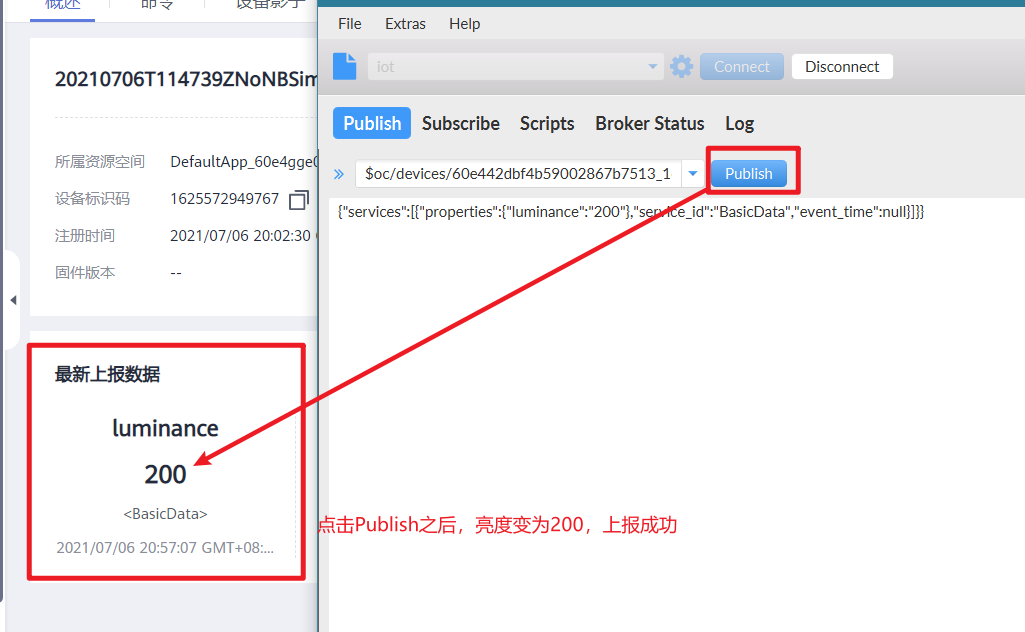 概述 命令 设备影子
20210706T114739ZNoNBSim
所属资源空间 DefaultApp_60e4gge0
设备标识码 1625572949767
注册时间 2021/07/06 20:02:30
固件版本 --
最新上报数据
luminance
200
<BasicData>
2021/07/06 20:57:07 GMT+08:...
File Extras Help
iot Connect Disconnect
Publish Subscribe Scripts Broker Status Log
$oc/devices/60e442dbf4b59002867b7513_1 Publish
{"services":[{"properties":{"luminance":"200"},"service_id":"BasicData","event_time":null}]}}
点击Publish之后，亮度变为200，上报成功